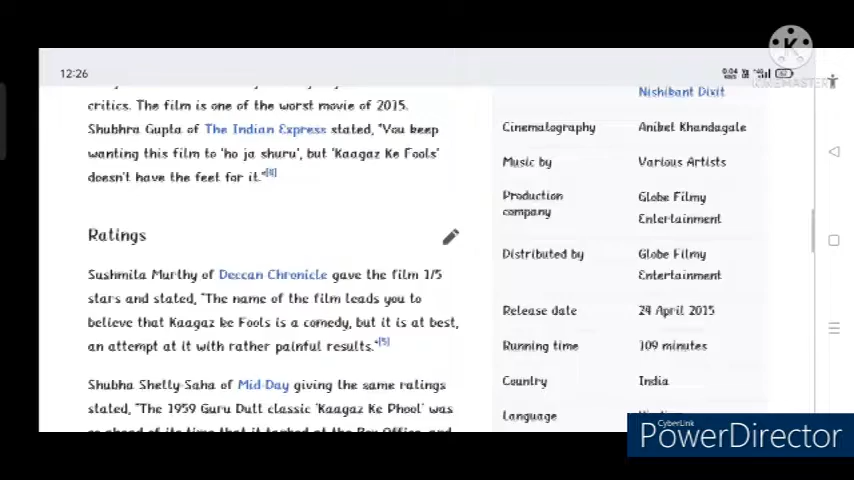 12:26
critics. The film is one of the worst movie of 2015.
Shubhra Gupta of The Indian Express stated, "You keep
wanting this film to 'ho ja shuru', but 'Kaagaz Ke Fools'
doesn't have the feet for it."[4]
Ratings
Sushmita Murthy of Deccan Chronicle gave the film 1/5
stars and stated, "The name of the film leads you to
believe that Kaagaz ke Fools is a comedy, but it is at best,
an attempt at it with rather painful results."[5]
Shubha Shetty-Saha of Mid-Day giving the same ratings
stated, "The 1959 Guru Dutt classic 'Kaagaz Ke Phool' was
Nishikant Dixit
Cinematography Aniket Khandagale
Music by Various Artists
Production Globe Filmy
company Entertainment
Distributed by Globe Filmy
Entertainment
Release date 24 April 2015
Running time 109 minutes
Country India
Language
KINEMASTER
CyberLink
PowerDirector